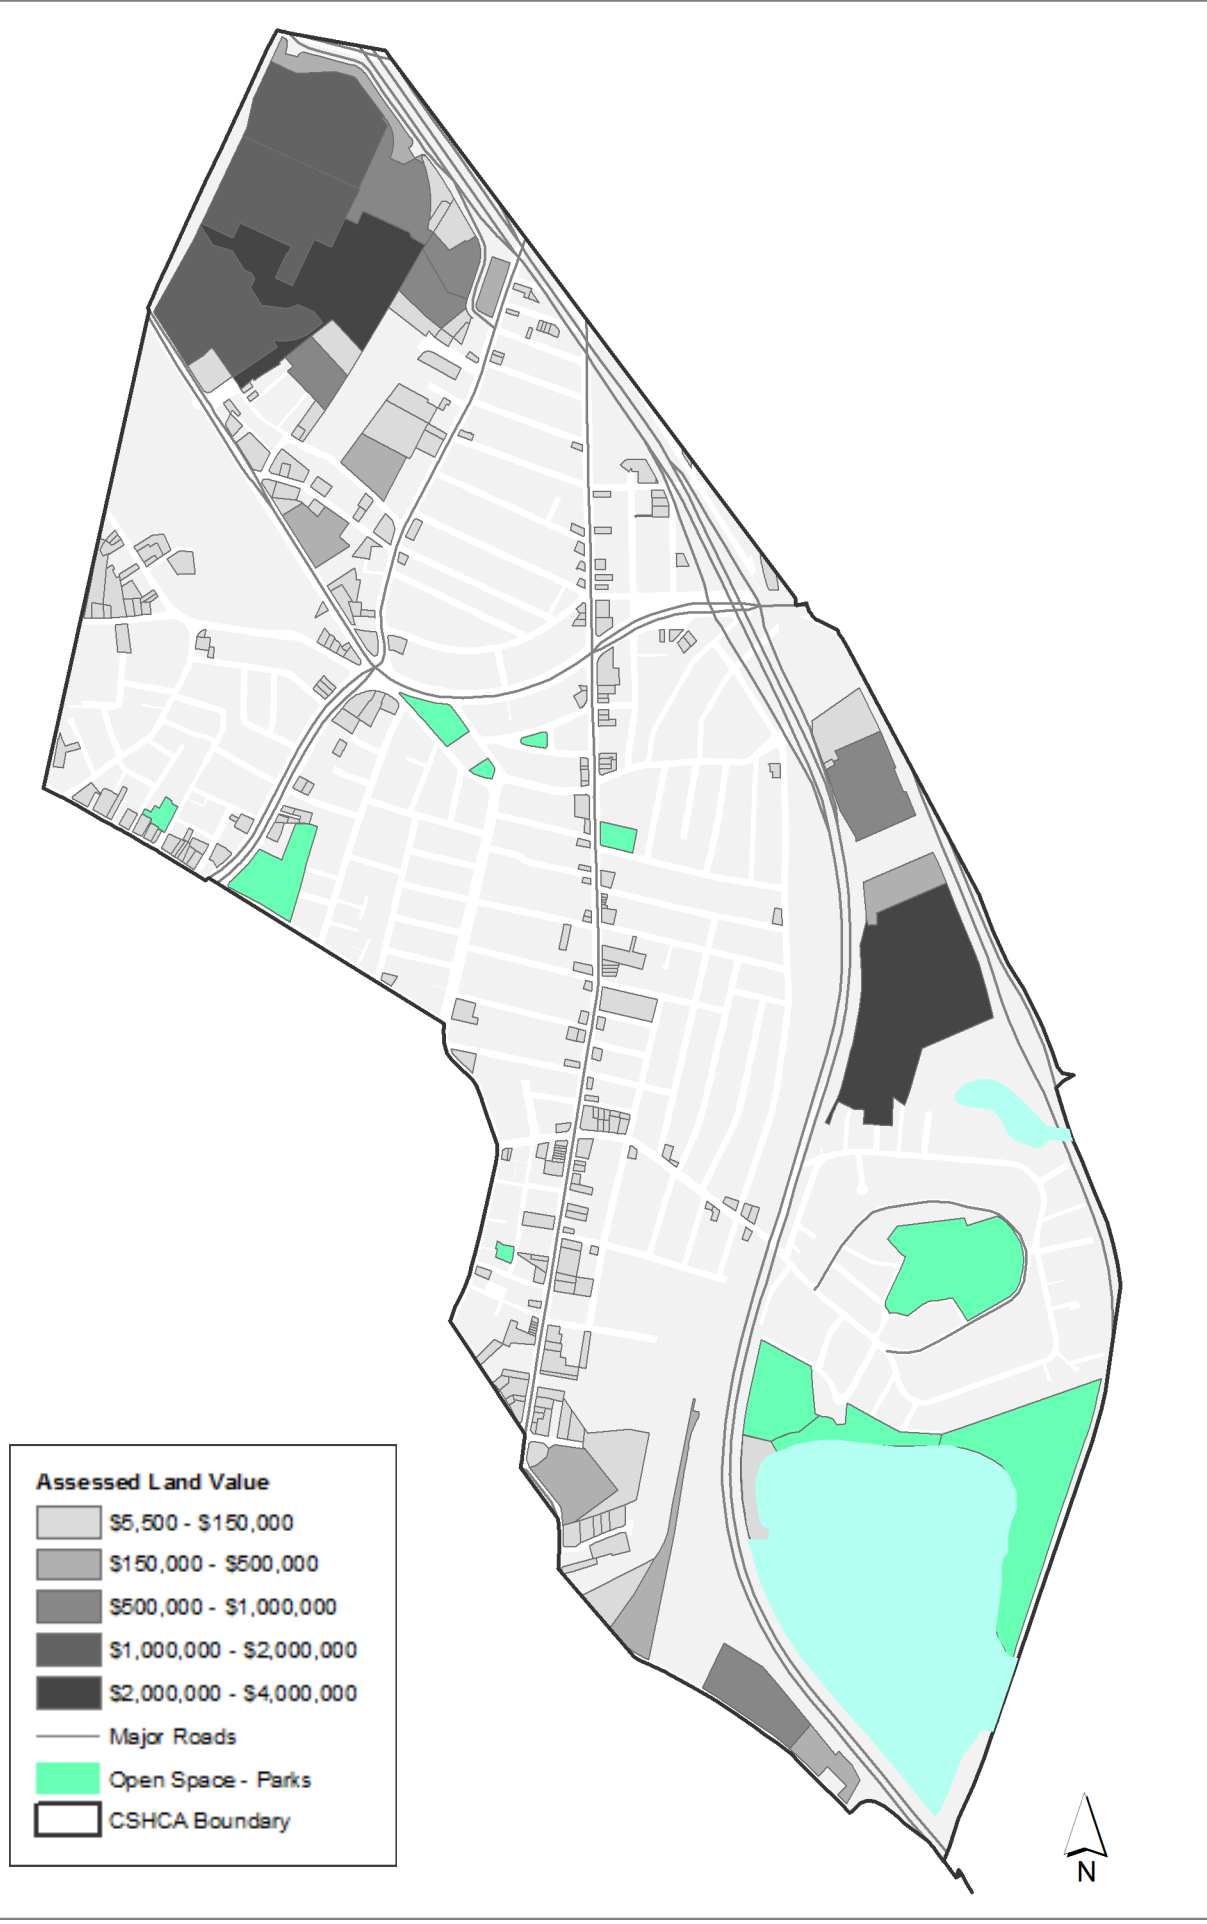 Assessed Land Value
$5,500 - $150,000
$150,000 - $500,000
$500,000 - $1,000,000
$1,000,000 - $2,000,000
$2,000,000 - $4,000,000
Major Roads
Open Space - Parks
CSHCA Boundary
N